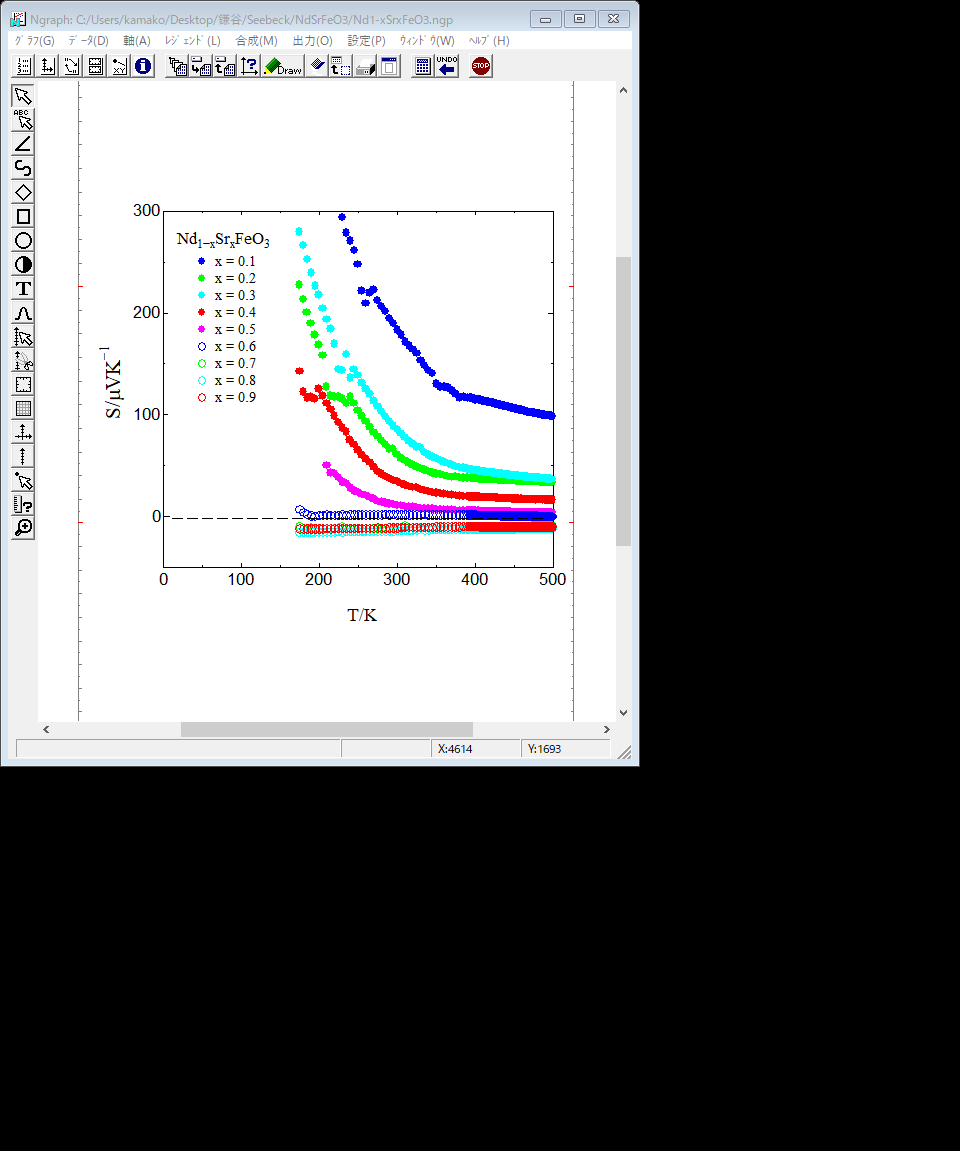 Ngraph: C:/Users/kamako/Desktop/鎌谷/Seebeck/NdSrFeO3/Nd1-xSrxFeO3.ngp
ｸﾞﾗﾌ(G) ﾃﾞｰﾀ(D) 軸(A) ﾚｼﾞｪﾝﾄﾞ(L) 合成(M) 出力(O) 設定(P) ｳｨﾝﾄﾞｳ(W) ﾍﾙﾌﾟ(H)
XY Draw UNDO STOP
ABC
T
300
200
100
0
S/μVK⁻¹
Nd₁₋ₓSrₓFeO₃
x = 0.1
x = 0.2
x = 0.3
x = 0.4
x = 0.5
x = 0.6
x = 0.7
x = 0.8
x = 0.9
0 100 200 300 400 500
T/K
X:4614 Y:1693